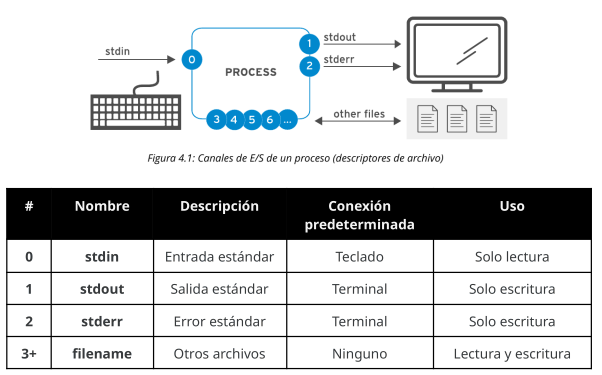 stdin
0
PROCESS
1
stdout
2
stderr
3 4 5 6 ...
other files
Figura 4.1: Canales de E/S de un proceso (descriptores de archivo)
# Nombre Descripción Conexión predeterminada Uso
0 stdin Entrada estándar Teclado Solo lectura
1 stdout Salida estándar Terminal Solo escritura
2 stderr Error estándar Terminal Solo escritura
3+ filename Otros archivos Ninguno Lectura y escritura